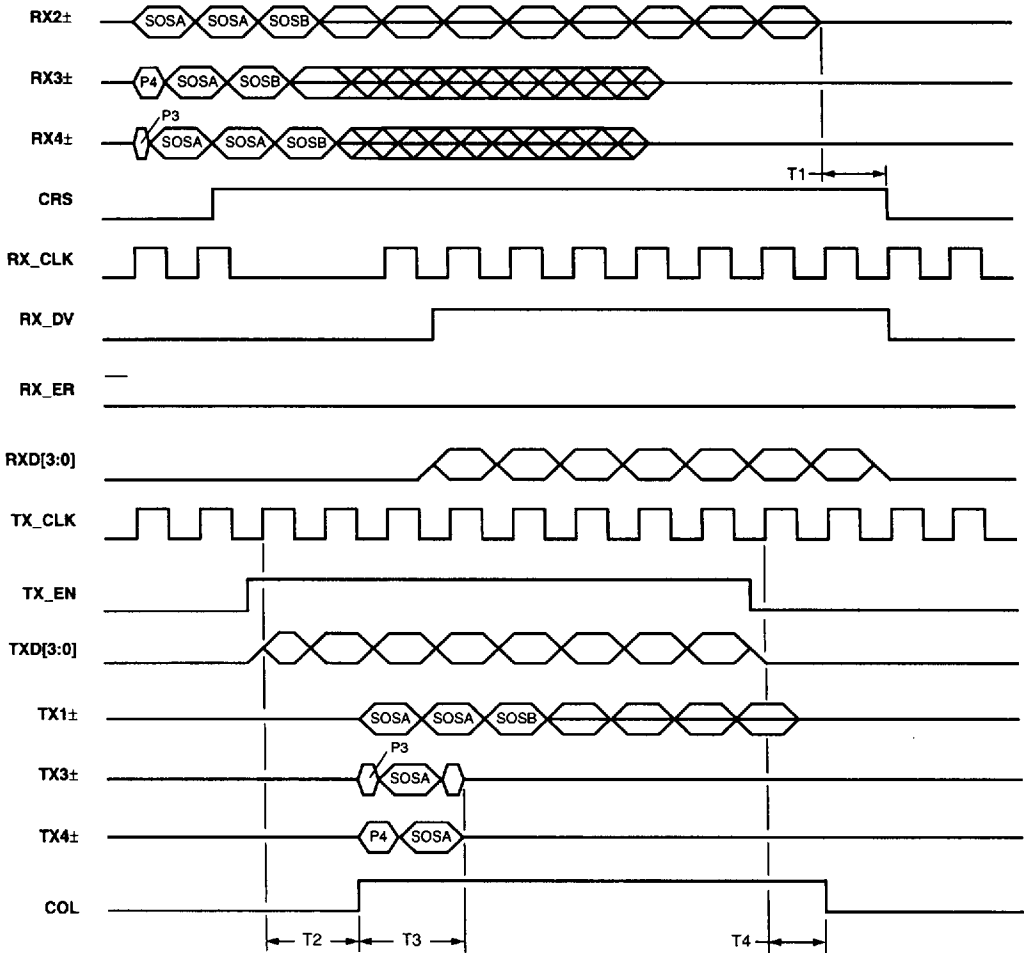 RX2±
SOSA SOSA SOSB
RX3±
P4 SOSA SOSB
P3
RX4±
SOSA SOSA SOSB
T1
CRS
RX_CLK
RX_DV
RX_ER
RXD[3:0]
TX_CLK
TX_EN
TXD[3:0]
TX1±
SOSA SOSA SOSB
P3
TX3±
SOSA
TX4±
P4 SOSA
COL
T2 T3 T4